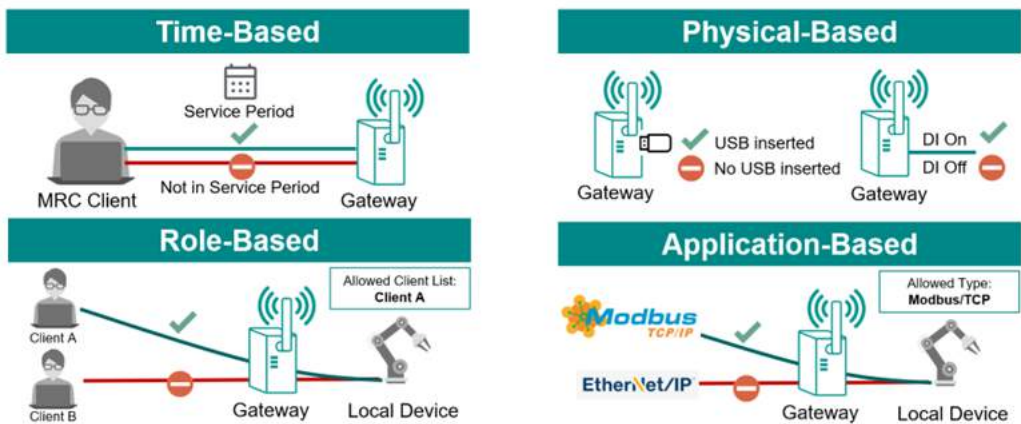 Time-Based
Service Period
Not in Service Period
MRC Client
Gateway
Physical-Based
USB inserted
No USB inserted
Gateway
DI On
DI Off
Gateway
Role-Based
Allowed Client List:
Client A
Client A
Client B
Gateway
Local Device
Application-Based
Allowed Type:
Modbus/TCP
Modbus
TCP/IP
EtherNet/IP
Gateway
Local Device